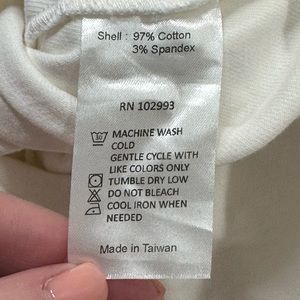 Shell : 97% Cotton
3% Spandex
RN 102993
MACHINE WASH
COLD
GENTLE CYCLE WITH
LIKE COLORS ONLY
TUMBLE DRY LOW
DO NOT BLEACH
COOL IRON WHEN
NEEDED
Made in Taiwan